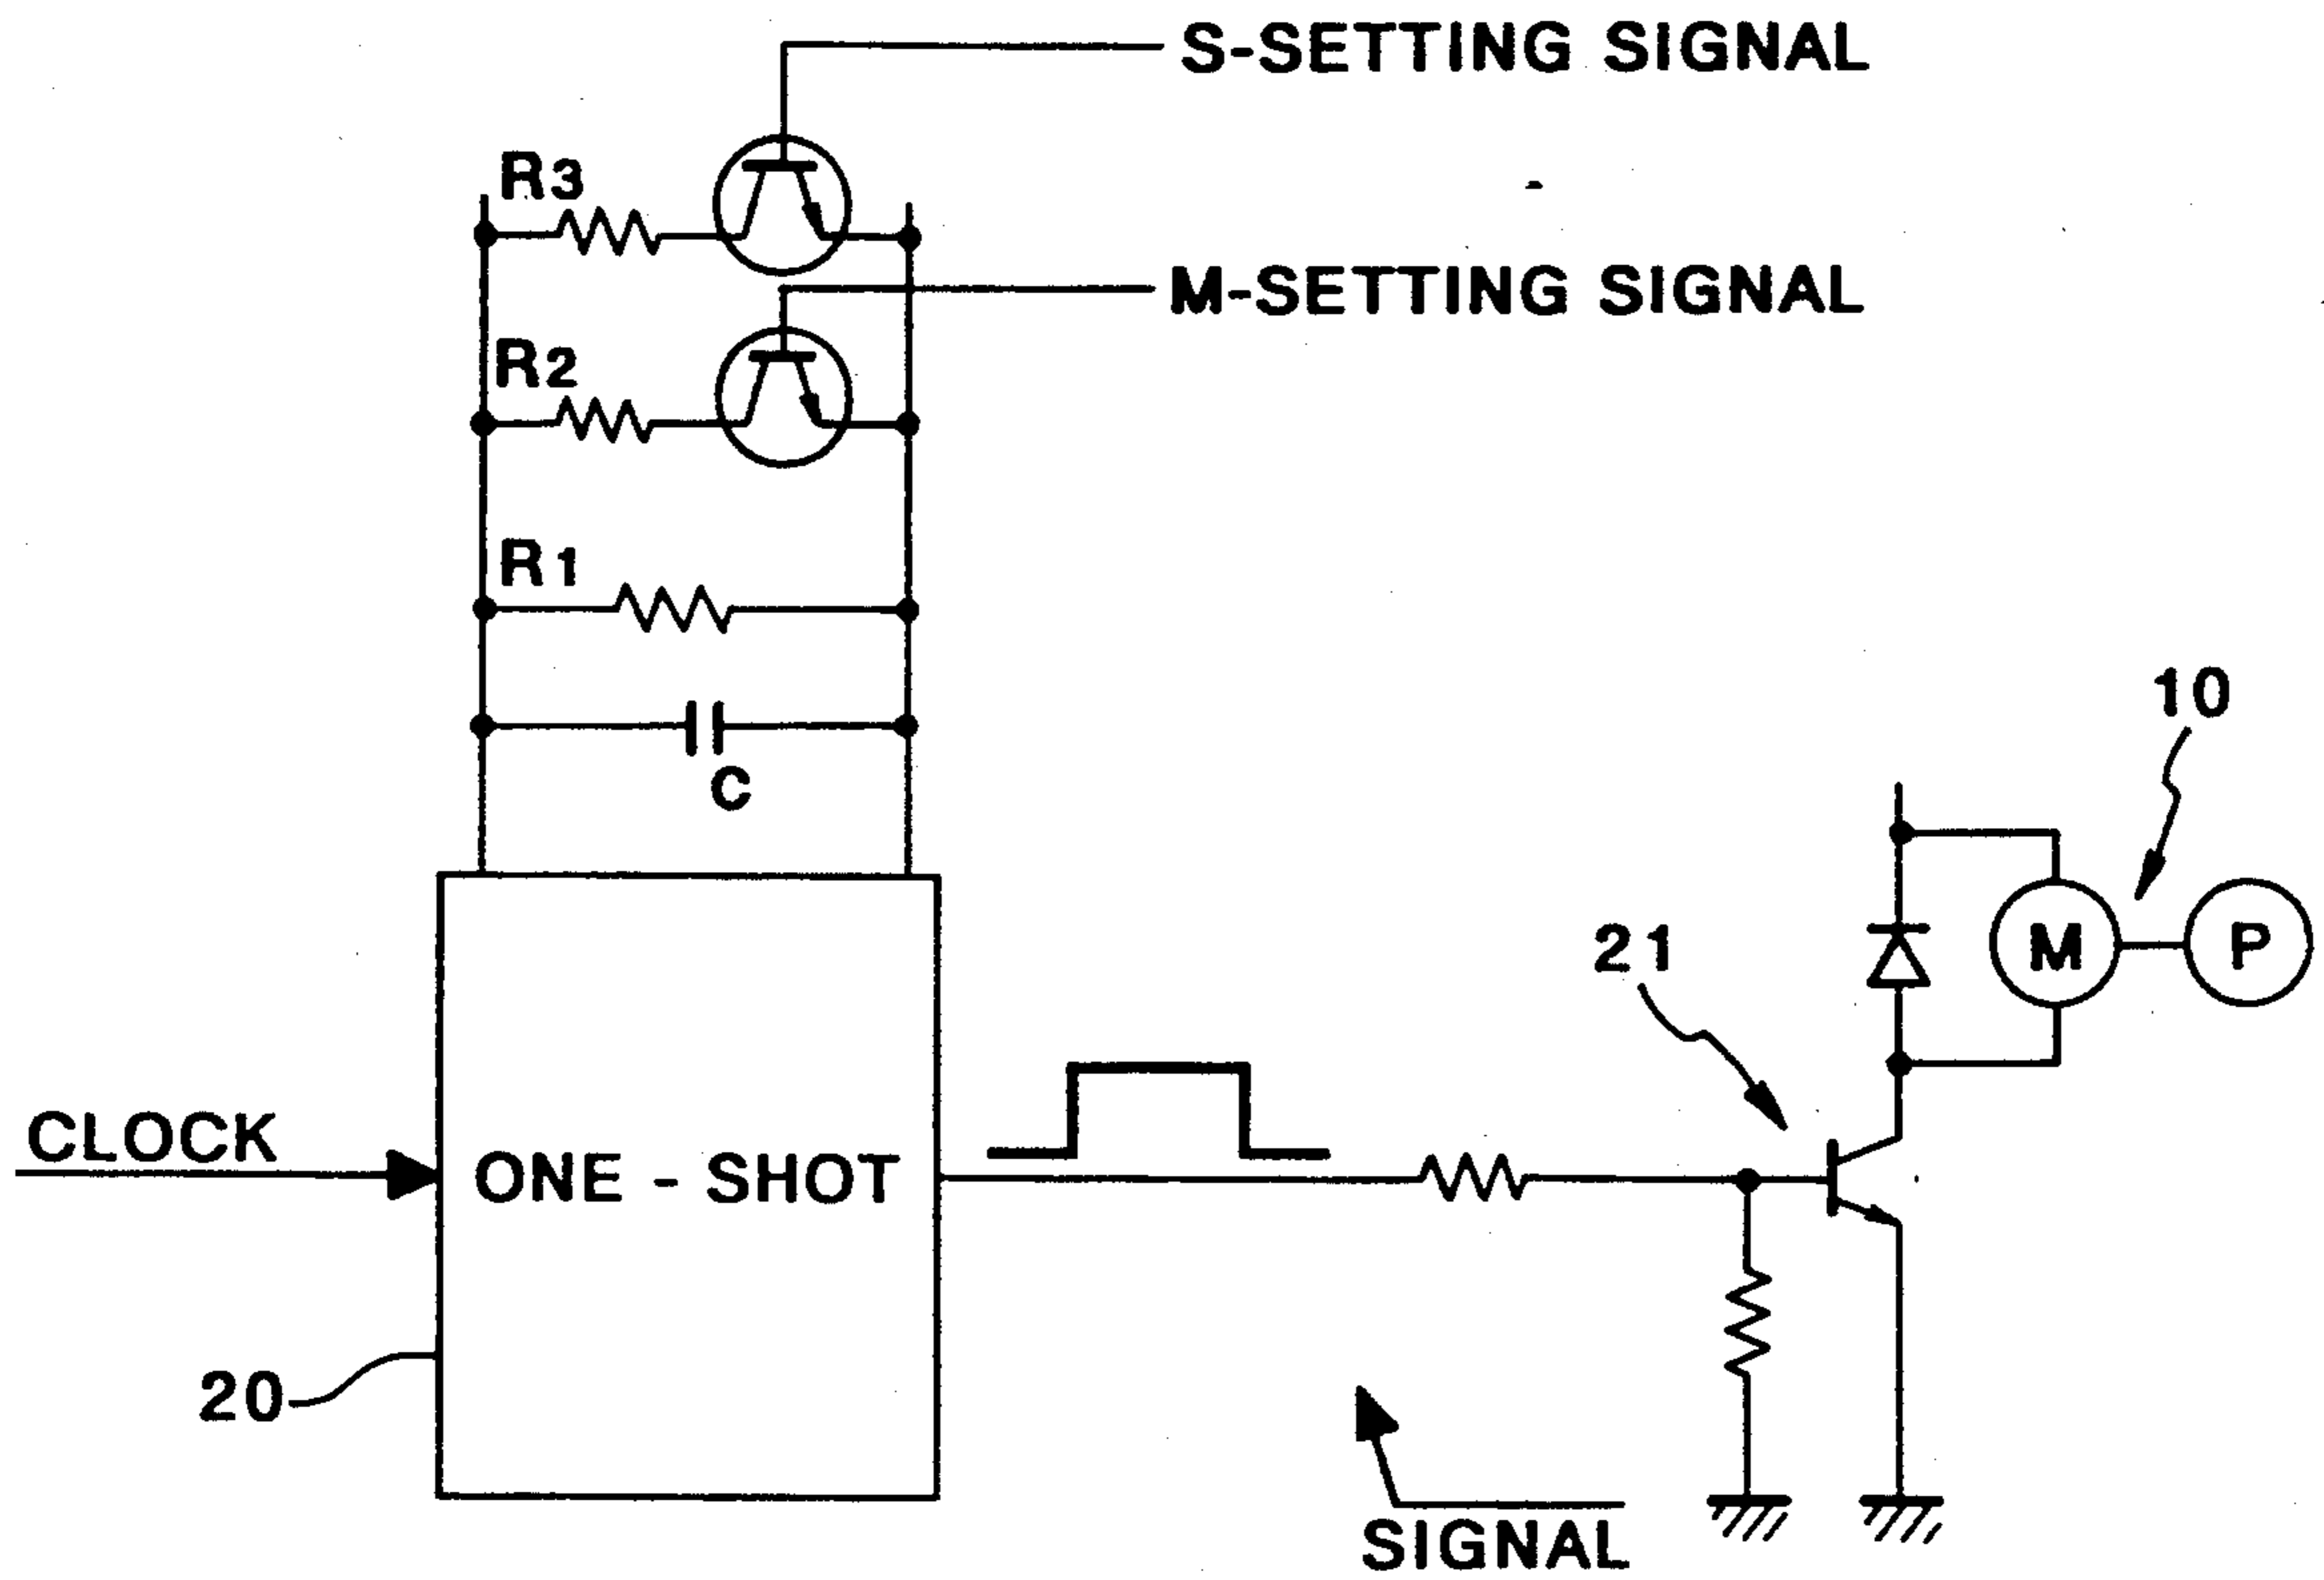 S-SETTING SIGNAL
R3
M-SETTING SIGNAL
R2
R1
C
10
21
M
P
CLOCK
ONE - SHOT
20
SIGNAL